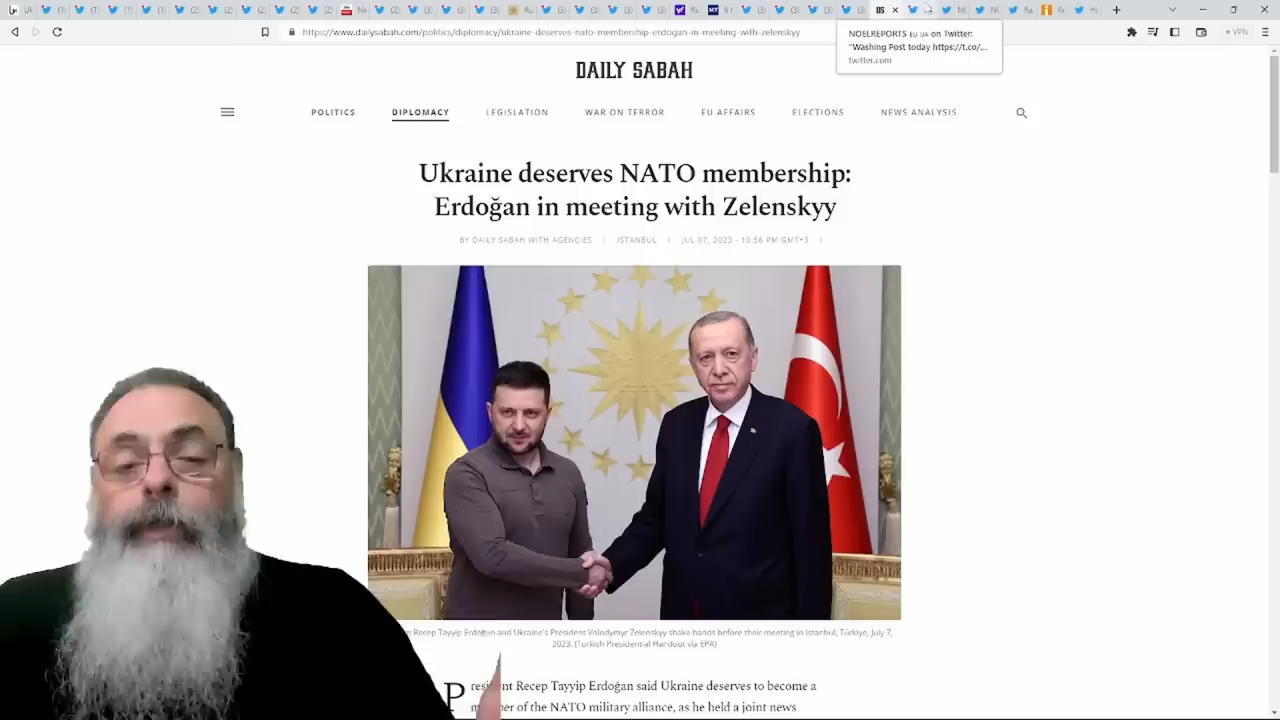 https://www.dailysabah.com/politics/diplomacy/ukraine-deserves-nato-membership-erdogan-in-meeting-with-zelenskyy
VPN
NOELREPORTS EU UA on Twitter:
"Washing Post today https://t.co/...
twitter.com
DAILY SABAH
POLITICS
DIPLOMACY
LEGISLATION
WAR ON TERROR
EU AFFAIRS
ELECTIONS
NEWS ANALYSIS
Ukraine deserves NATO membership:
Erdoğan in meeting with Zelenskyy
BY DAILY SABAH WITH AGENCIES | ISTANBUL | JUL 07, 2023 - 10:56 PM GMT+3 |
Recep Tayyip Erdoğan and Ukraine's President Volodymyr Zelenskyy shake hands before their meeting in Istanbul, Türkiye, July 7,
2023. (Turkish Presidential Handout via EPA)
President Recep Tayyip Erdoğan said Ukraine deserves to become a
member of the NATO military alliance, as he held a joint news